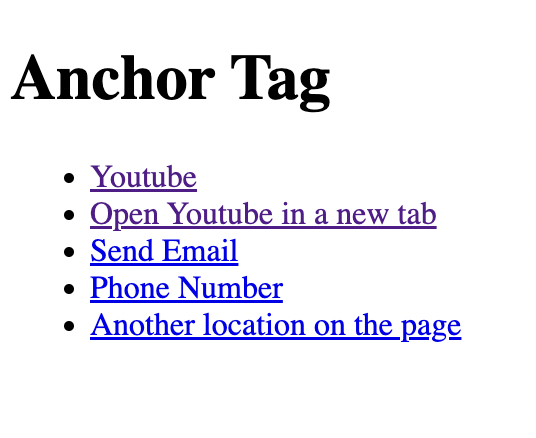 Anchor Tag
Youtube
Open Youtube in a new tab
Send Email
Phone Number
Another location on the page